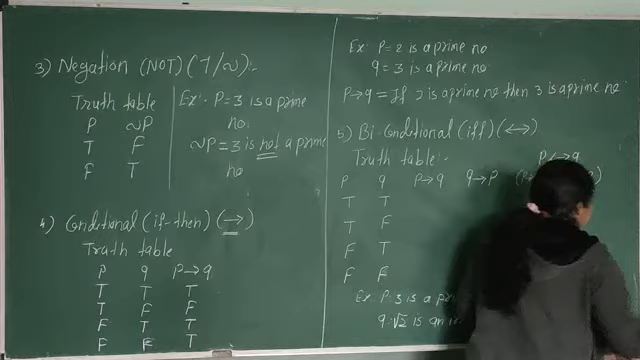 3) Negation (NOT) (7/~):-
Truth table
P ~P
T F
F T
Ex:- P = 3 is a prime
no.
~P = 3 is not a prime
no
4) Conditional (if-then) (→)
Truth table
P q P→q
T T T
T F F
F T T
F F T
Ex: P = 2 is a prime no
q = 3 is a prime no.
P→q = If 2 is a prime no then 3 is a prime no.
5) Bi-Conditional (iff) (↔)
Truth table:-
P↔q
P q P→q q→P
T T
T F
F T
F F
Ex: P = 3 is a
q = √2 is an